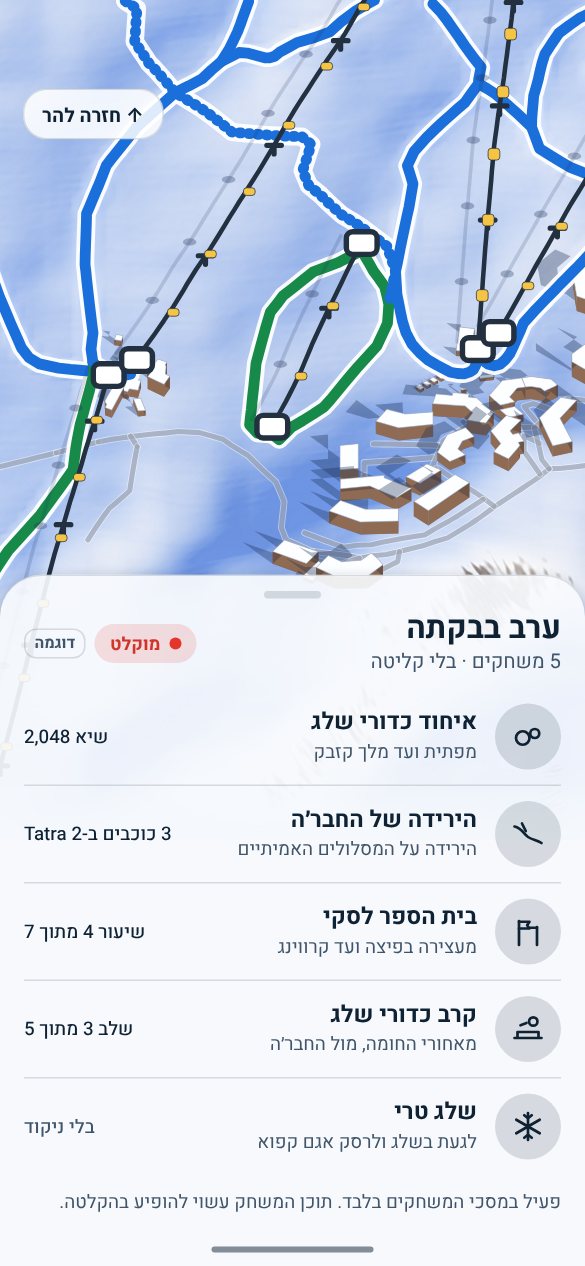 חזרה להר ↑
ערב בבקתה
5 משחקים · בלי קליטה
מוקלט
דוגמה
איחוד כדורי שלג
מפתית ועד מלך קזבק
שיא 2,048
הירידה של החבר׳ה
הירידה על המסלולים האמיתיים
3 כוכבים ב-Tatra 2
בית הספר לסקי
מעצירה בפיצה ועד קרווינג
שיעור 4 מתוך 7
קרב כדורי שלג
מאחורי החומה, מול החבר׳ה
שלב 3 מתוך 5
שלג טרי
לגעת בשלג ולרסק אגם קפוא
בלי ניקוד
פעיל במסכי המשחקים בלבד. תוכן המשחק עשוי להופיע בהקלטה.